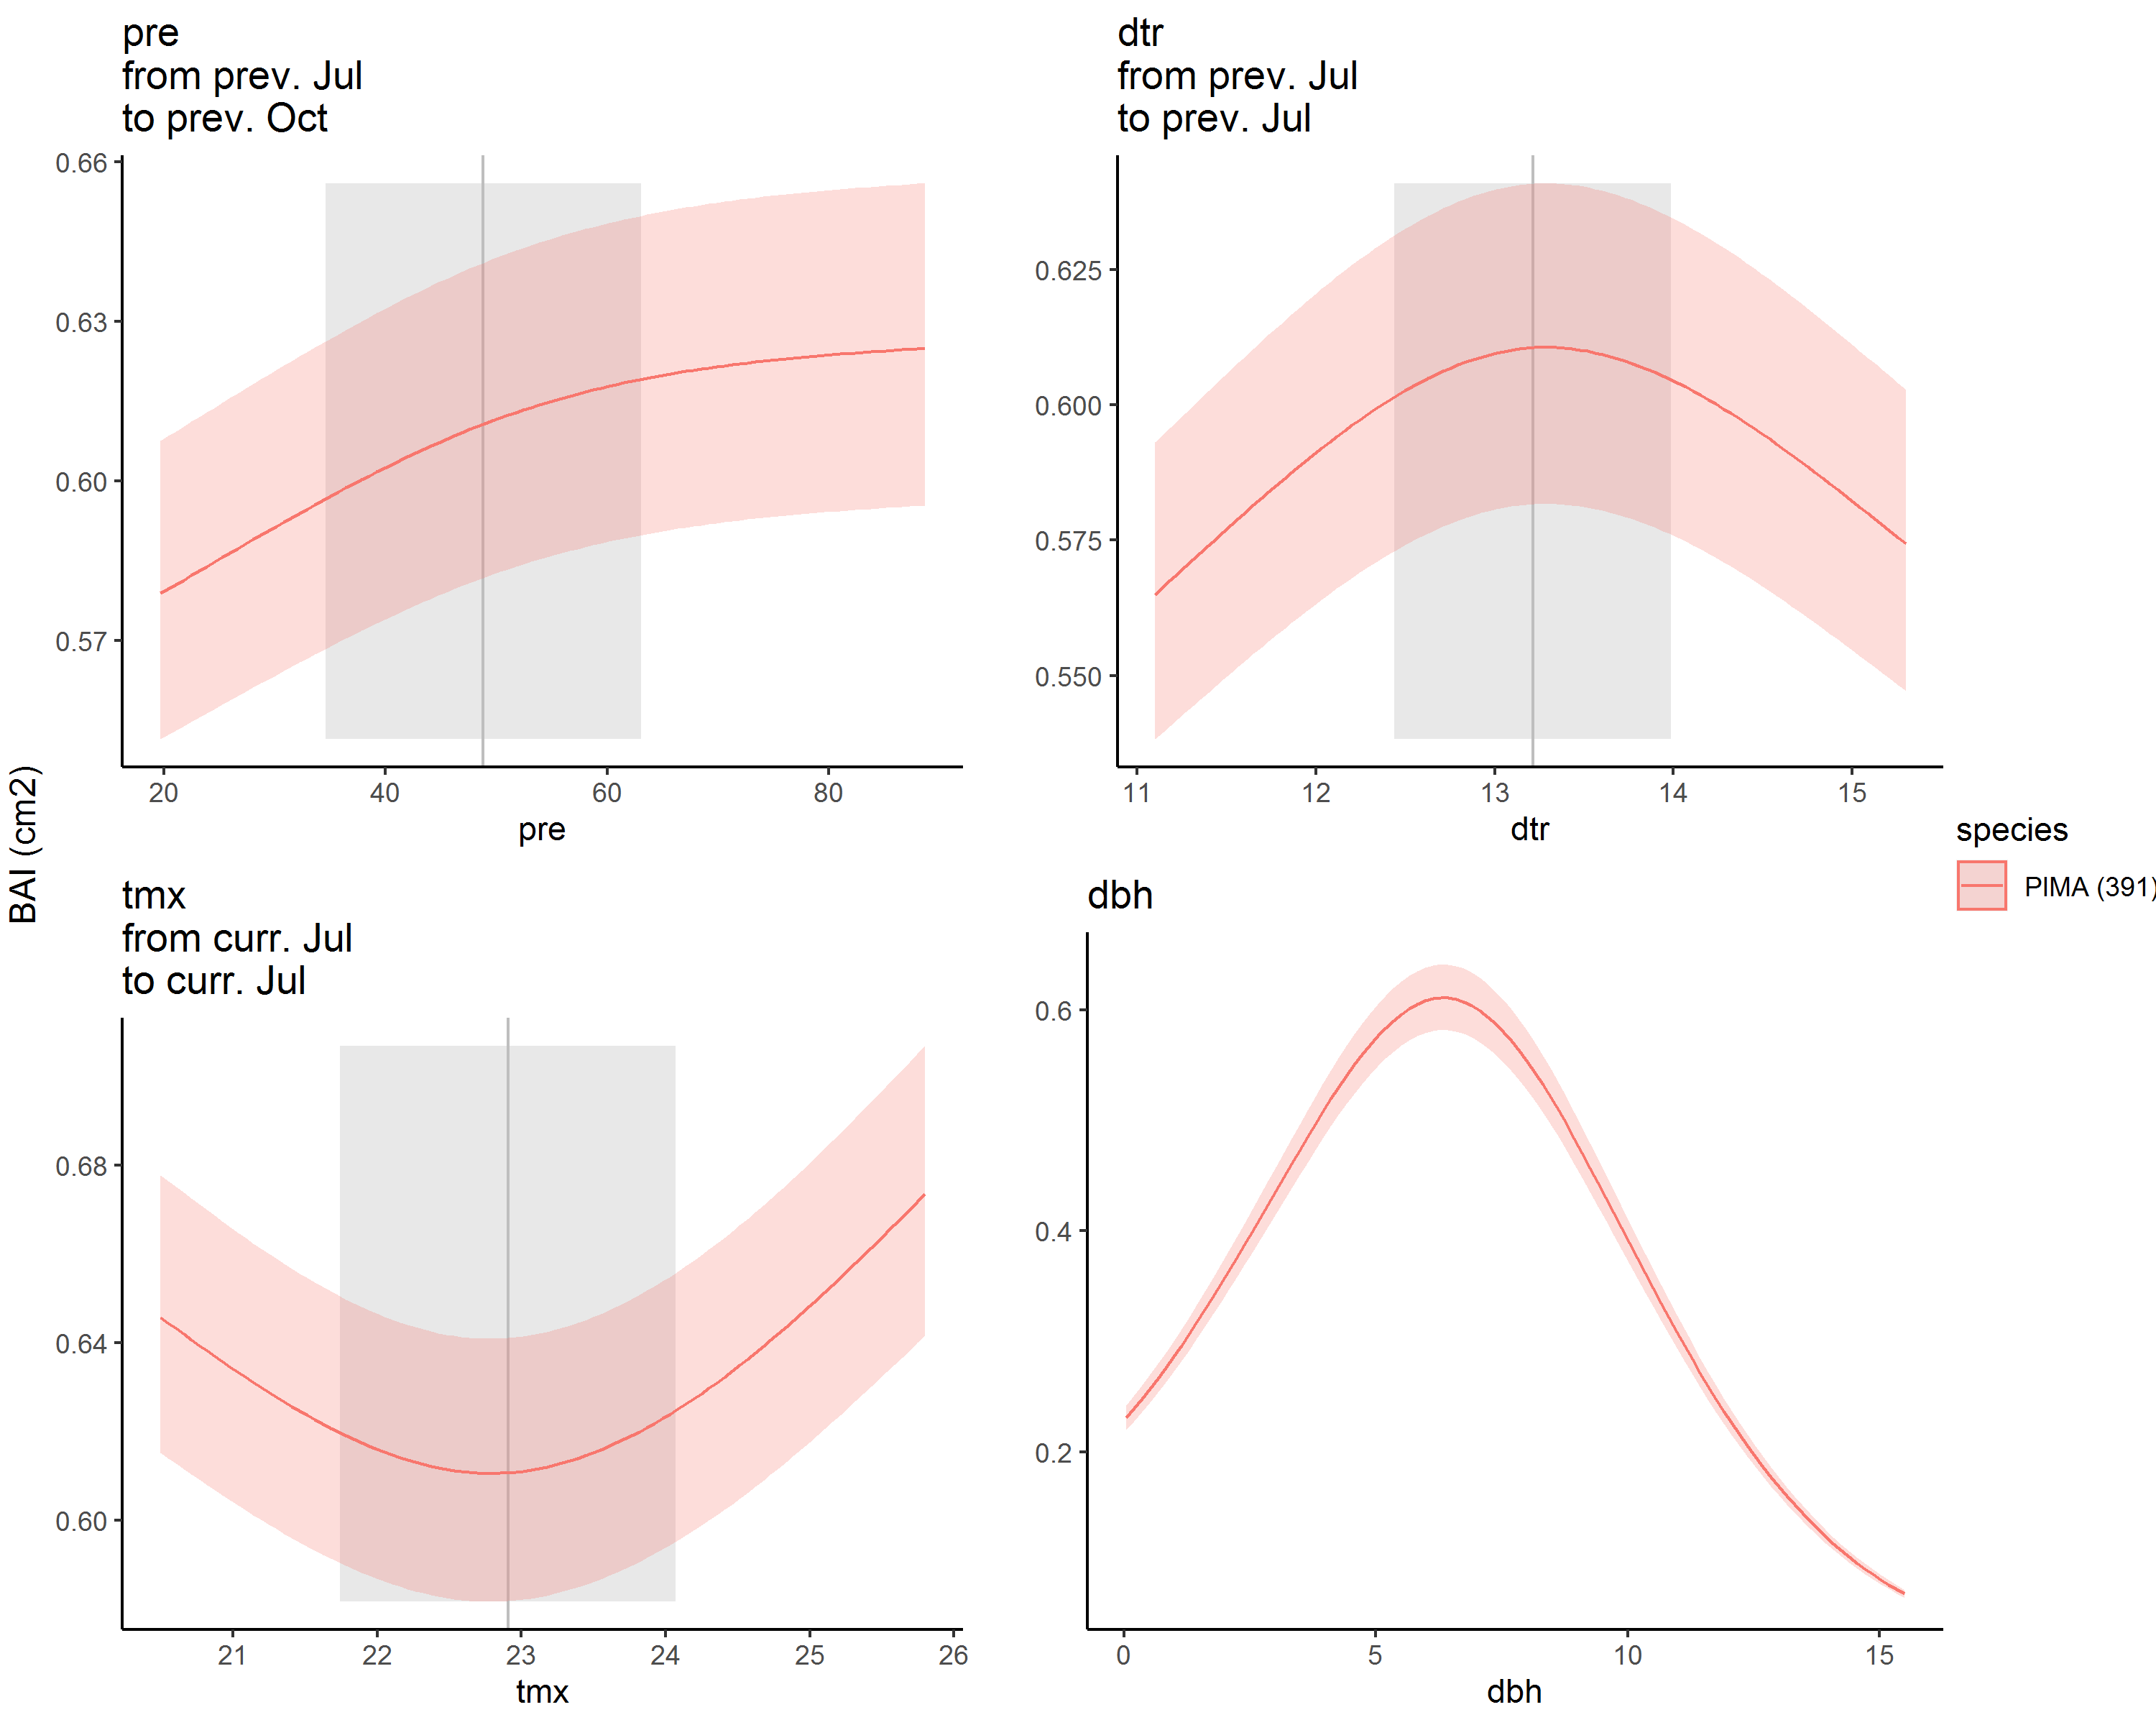 pre
from prev. Jul
to prev. Oct
0.66
0.63
0.60
0.57
20 40 60 80
pre
dtr
from prev. Jul
to prev. Jul
0.625
0.600
0.575
0.550
11 12 13 14 15
dtr
BAI (cm2)
tmx
from curr. Jul
to curr. Jul
0.68
0.64
0.60
21 22 23 24 25 26
tmx
dbh
0.6
0.4
0.2
0 5 10 15
dbh
species
PIMA (391)